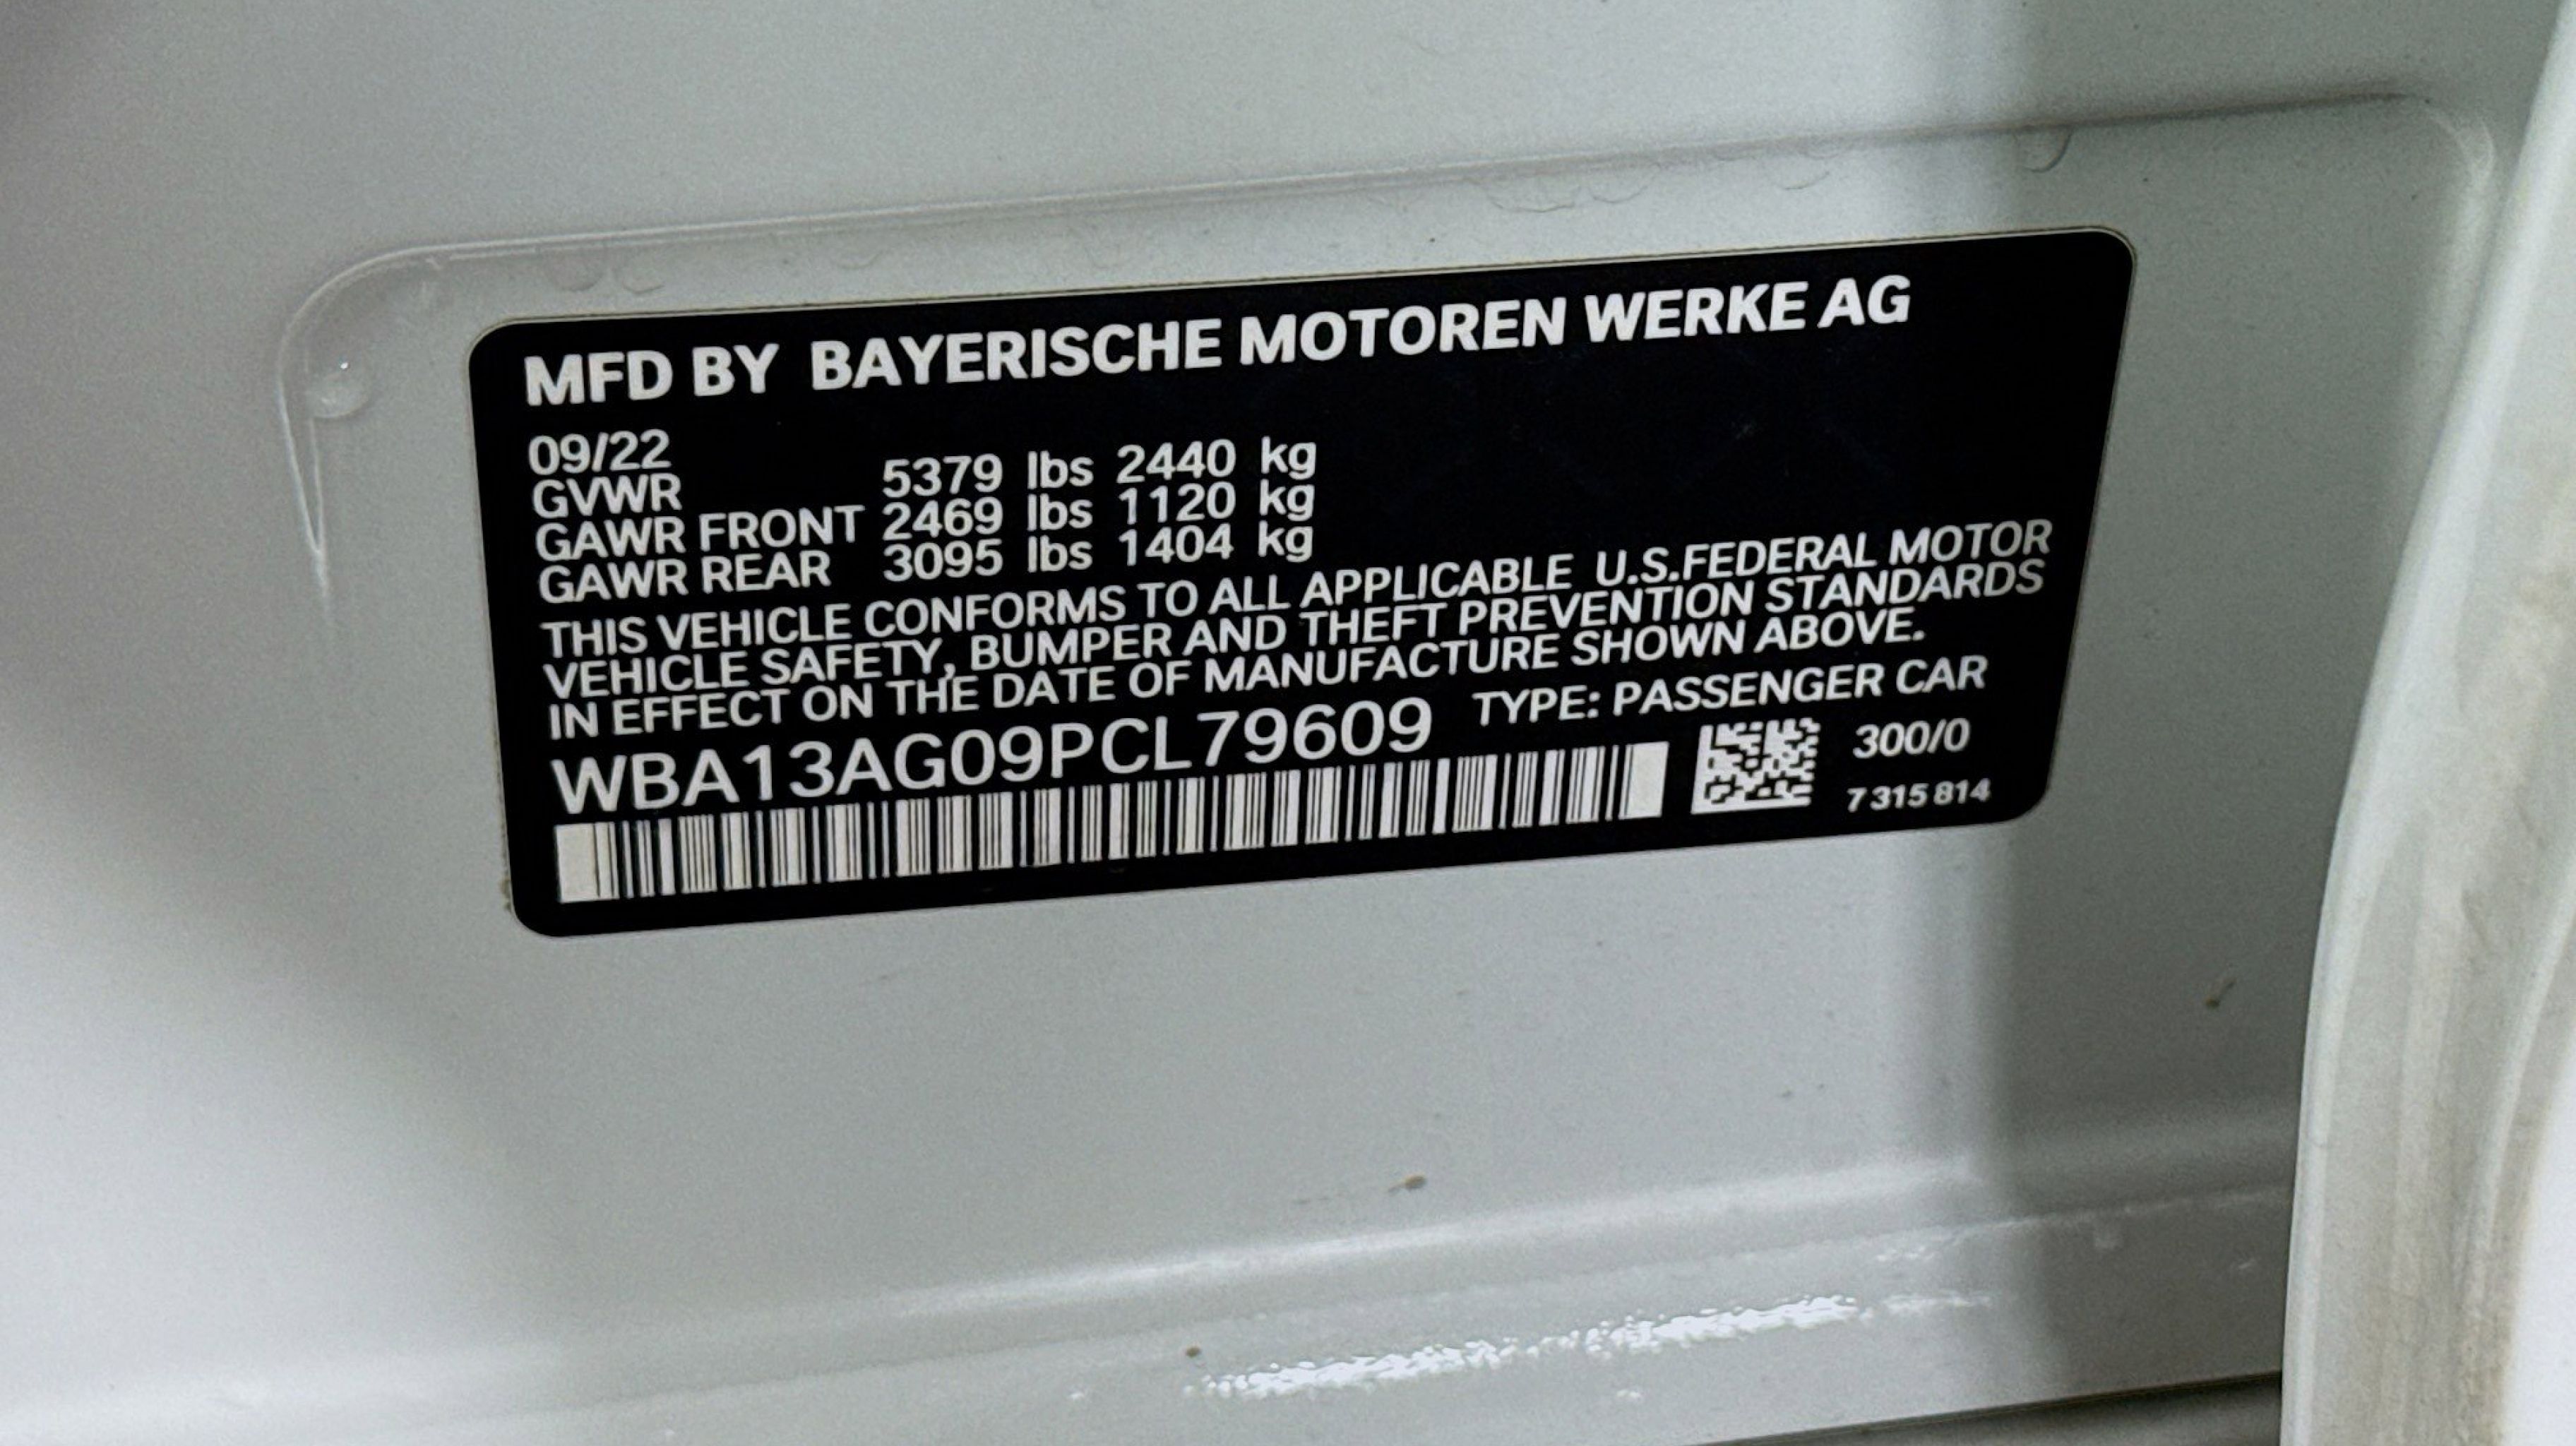 MFD BY BAYERISCHE MOTOREN WERKE AG
09/22
GVWR 5379 lbs 2440 kg
GAWR FRONT 2469 lbs 1120 kg
GAWR REAR 3095 lbs 1404 kg
THIS VEHICLE CONFORMS TO ALL APPLICABLE U.S.FEDERAL MOTOR
VEHICLE SAFETY, BUMPER AND THEFT PREVENTION STANDARDS
IN EFFECT ON THE DATE OF MANUFACTURE SHOWN ABOVE.
WBA13AG09PCL79609 TYPE: PASSENGER CAR
300/0
7 315 814